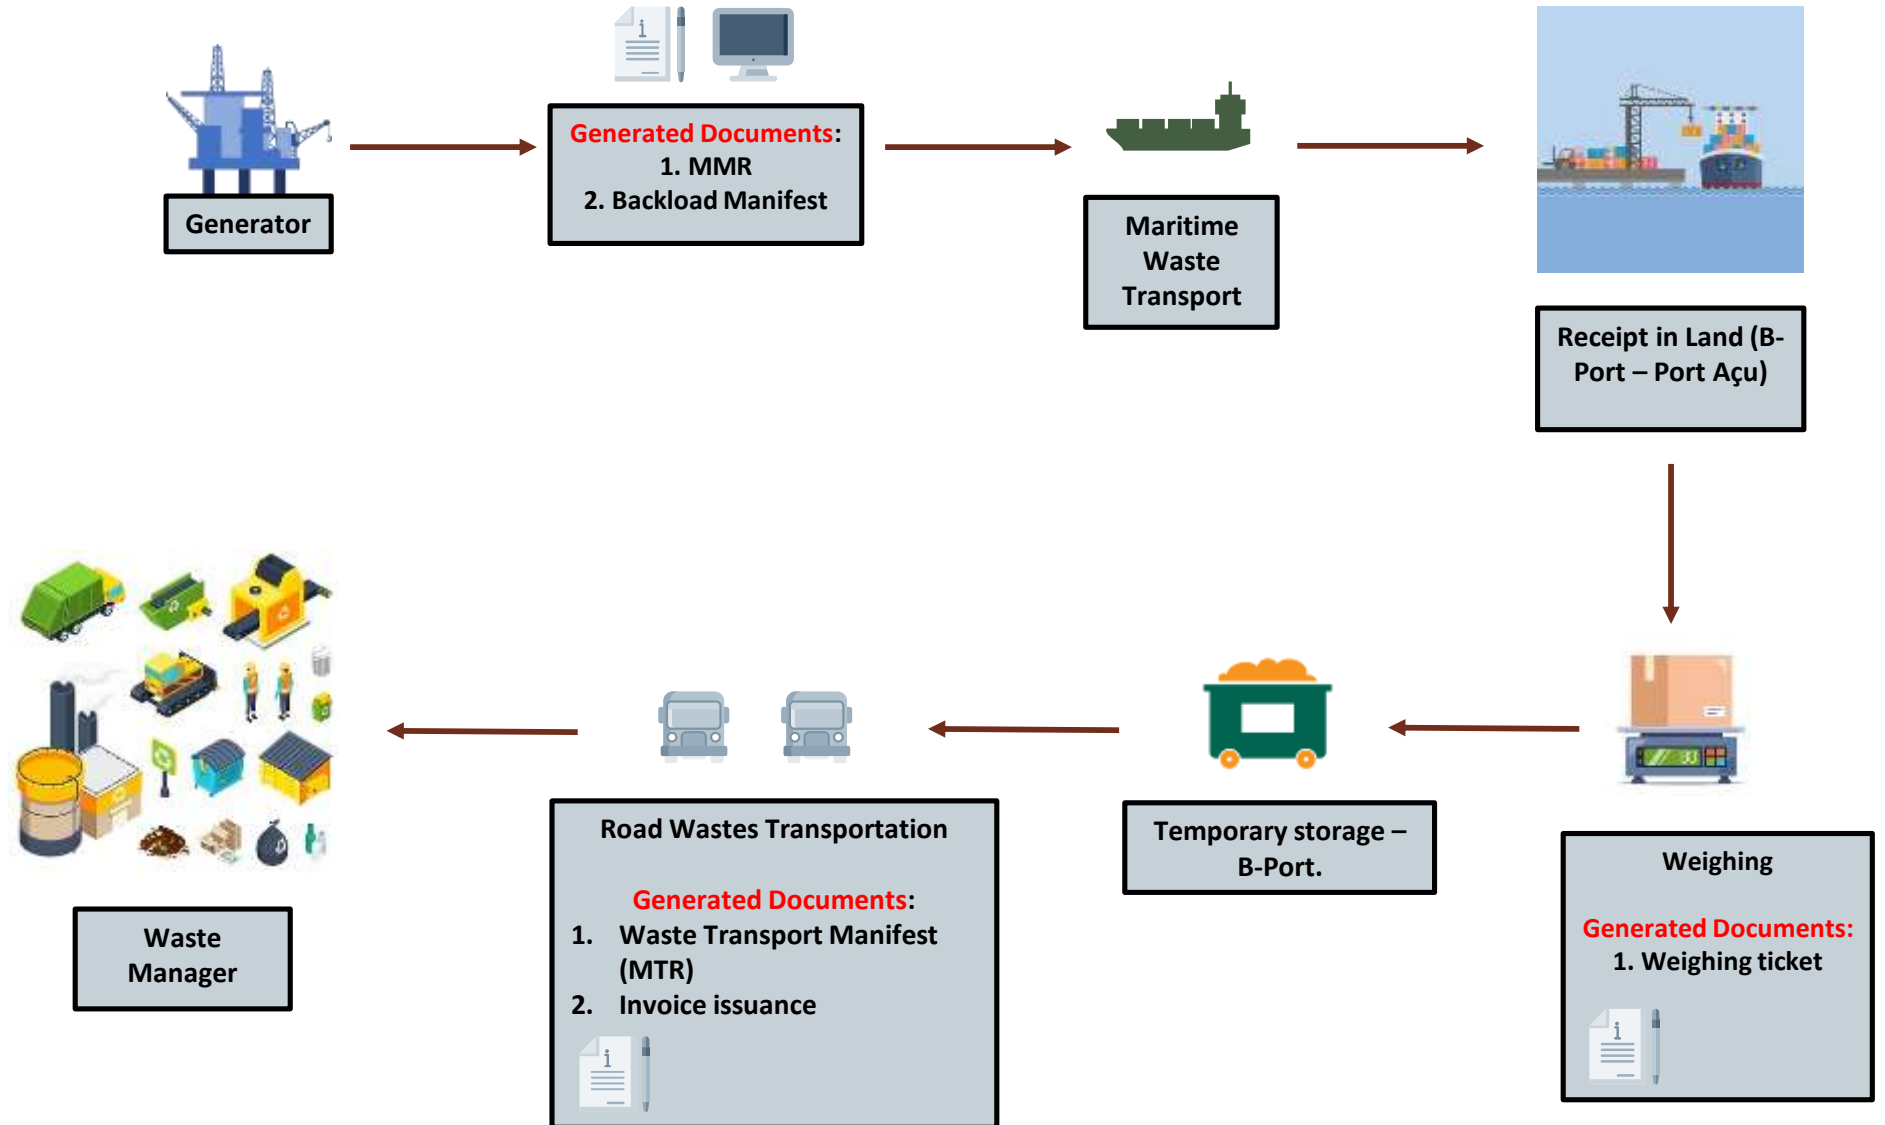 Generator
Generated Documents:
1. MMR
2. Backload Manifest
Maritime
Waste
Transport
Receipt in Land (B-
Port – Port Açu)
Weighing
Generated Documents:
1. Weighing ticket
Temporary storage –
B-Port.
Road Wastes Transportation
Generated Documents:
1. Waste Transport Manifest
(MTR)
2. Invoice issuance
Waste
Manager